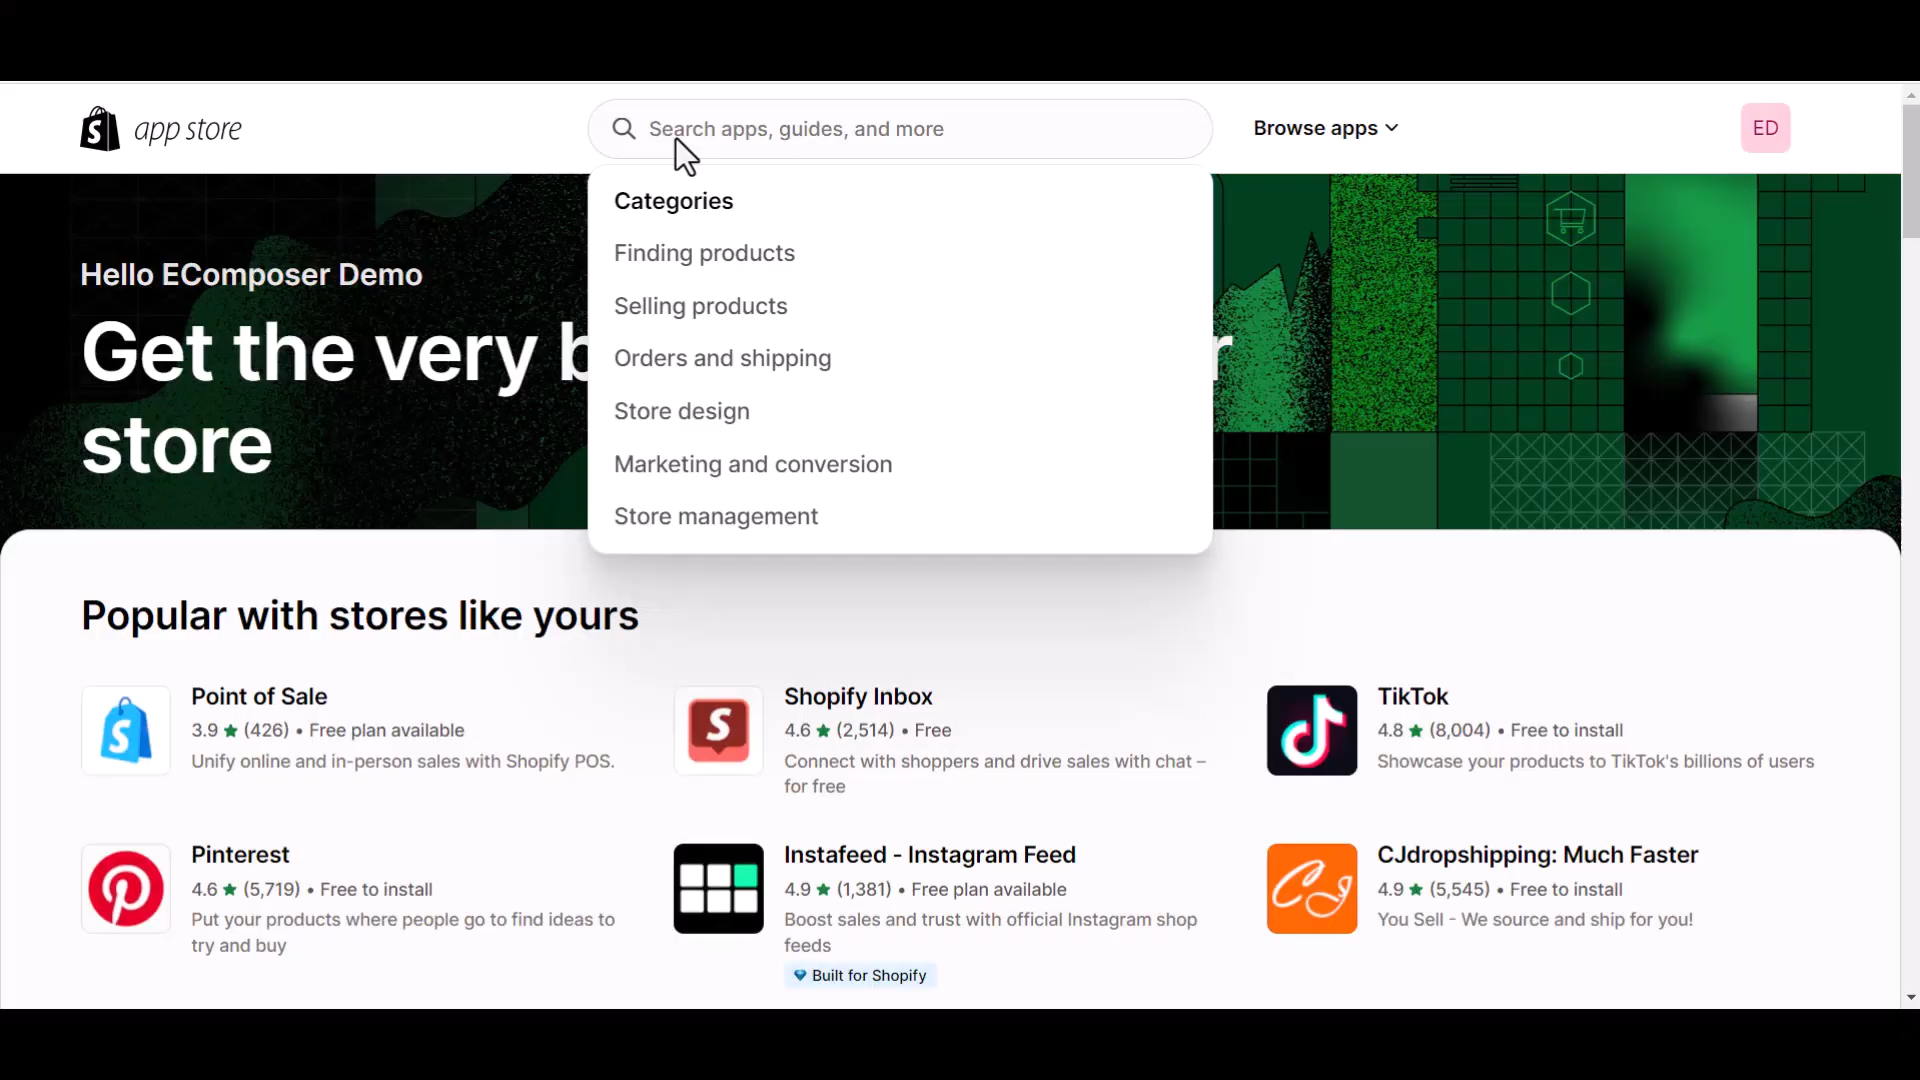 app store
Search apps, guides, and more
Browse apps
ED
Categories
Finding products
Selling products
Orders and shipping
Store design
Marketing and conversion
Store management
Hello EComposer Demo
Get the very b r
store
Popular with stores like yours
Point of Sale
3.9 ★ (426) • Free plan available
Unify online and in-person sales with Shopify POS.
Shopify Inbox
4.6 ★ (2,514) • Free
Connect with shoppers and drive sales with chat –
for free
TikTok
4.8 ★ (8,004) • Free to install
Showcase your products to TikTok's billions of users
Pinterest
4.6 ★ (5,719) • Free to install
Put your products where people go to find ideas to
try and buy
Instafeed - Instagram Feed
4.9 ★ (1,381) • Free plan available
Boost sales and trust with official Instagram shop
feeds
Built for Shopify
CJdropshipping: Much Faster
4.9 ★ (5,545) • Free to install
You Sell - We source and ship for you!